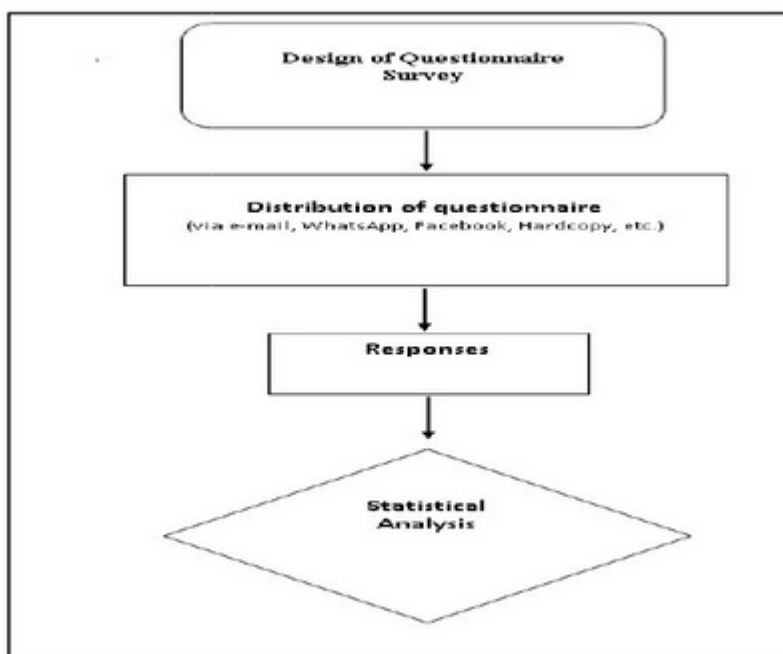 Design of Questionnaire
Survey
Distribution of questionnaire
(via e-mail, WhatsApp, Facebook, Hardcopy, etc.)
Responses
Statistical
Analysis